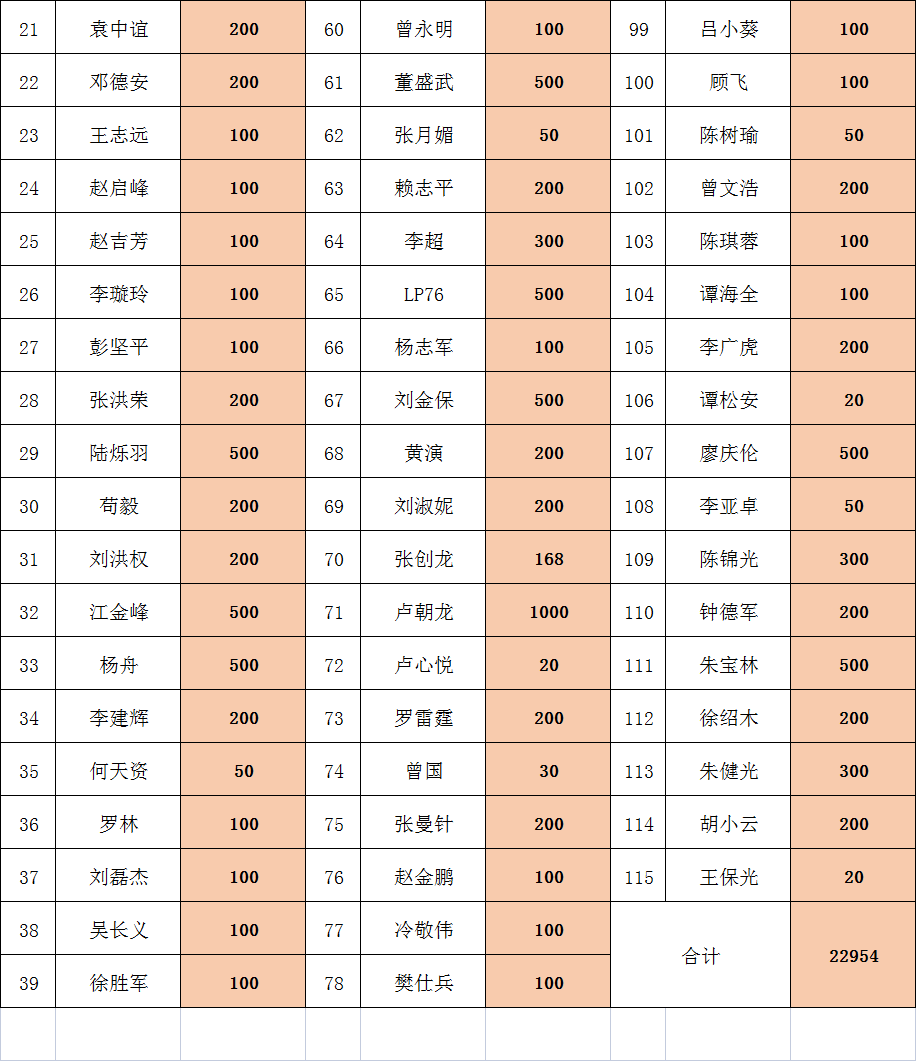 21 袁中谊 200 60 曾永明 100 99 吕小葵 100
22 邓德安 200 61 董盛武 500 100 顾飞 100
23 王志远 100 62 张月媚 50 101 陈树瑜 50
24 赵启峰 100 63 赖志平 200 102 曾文浩 200
25 赵吉芳 100 64 李超 300 103 陈琪蓉 100
26 李璇玲 100 65 LP76 500 104 谭海全 100
27 彭坚平 100 66 杨志军 100 105 李广虎 200
28 张洪荣 200 67 刘金保 500 106 谭松安 20
29 陆烁羽 500 68 黄演 200 107 廖庆伦 500
30 苟毅 200 69 刘淑妮 200 108 李亚卓 50
31 刘洪权 200 70 张创龙 168 109 陈锦光 300
32 江金峰 500 71 卢朝龙 1000 110 钟德军 200
33 杨舟 500 72 卢心悦 20 111 朱宝林 500
34 李建辉 200 73 罗雷霆 200 112 徐绍木 200
35 何天资 50 74 曾国 30 113 朱健光 300
36 罗林 100 75 张曼针 200 114 胡小云 200
37 刘磊杰 100 76 赵金鹏 100 115 王保光 20
38 吴长义 100 77 冷敬伟 100
合计 22954
39 徐胜军 100 78 樊仕兵 100